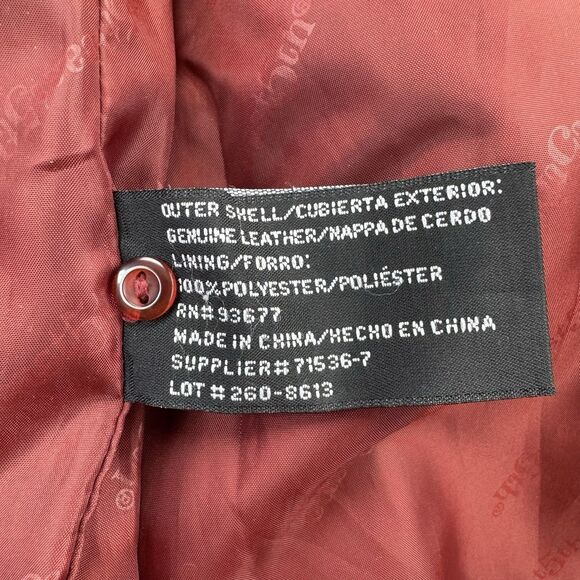 OUTER SHELL/CUBIERTA EXTERIOR:
GENUINE LEATHER/NAPPA DE CERDO
LINING/FORRO:
100% POLYESTER/POLIÉSTER
RN# 93677
MADE IN CHINA/HECHO EN CHINA
SUPPLIER# 71536-7
LOT # 260-8613